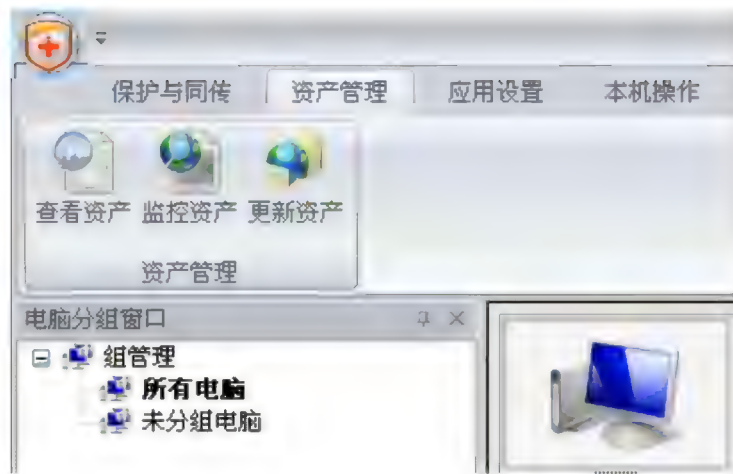 保护与同传 资产管理 应用设置 本机操作
查看资产 监控资产 更新资产
资产管理
电脑分组窗口
组管理
所有电脑
未分组电脑